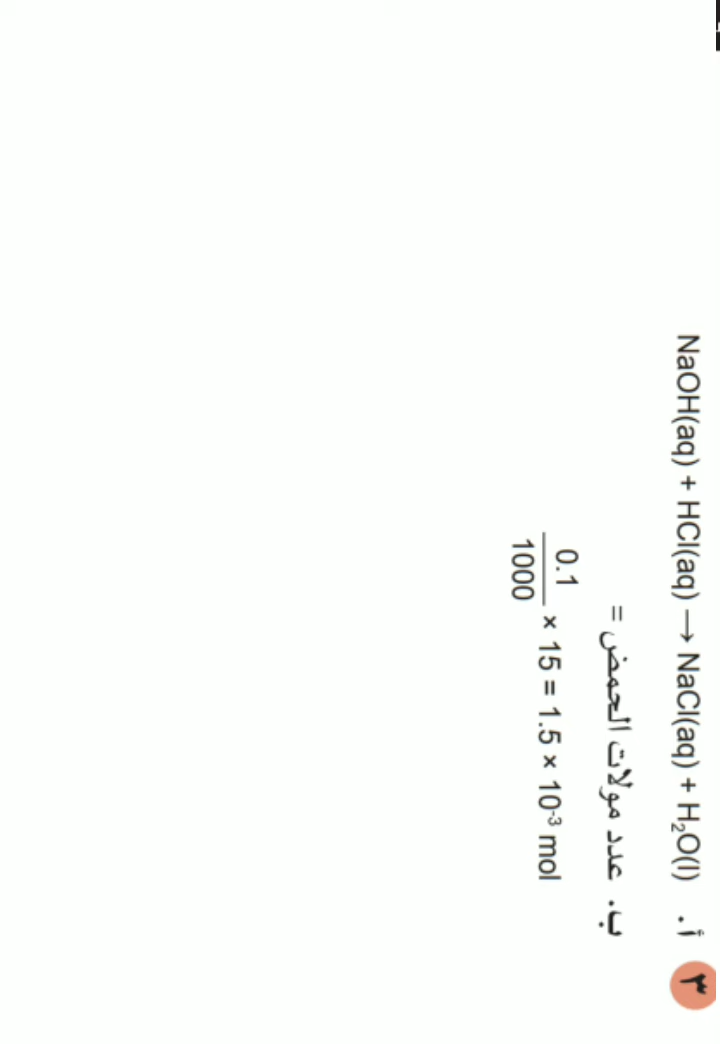 ٣ أ. NaOH(aq) + HCl(aq) → NaCl(aq) + H₂O(l)
ب. عدد مولات الحمض =
0.1/1000 × 15 = 1.5 × 10⁻³ mol